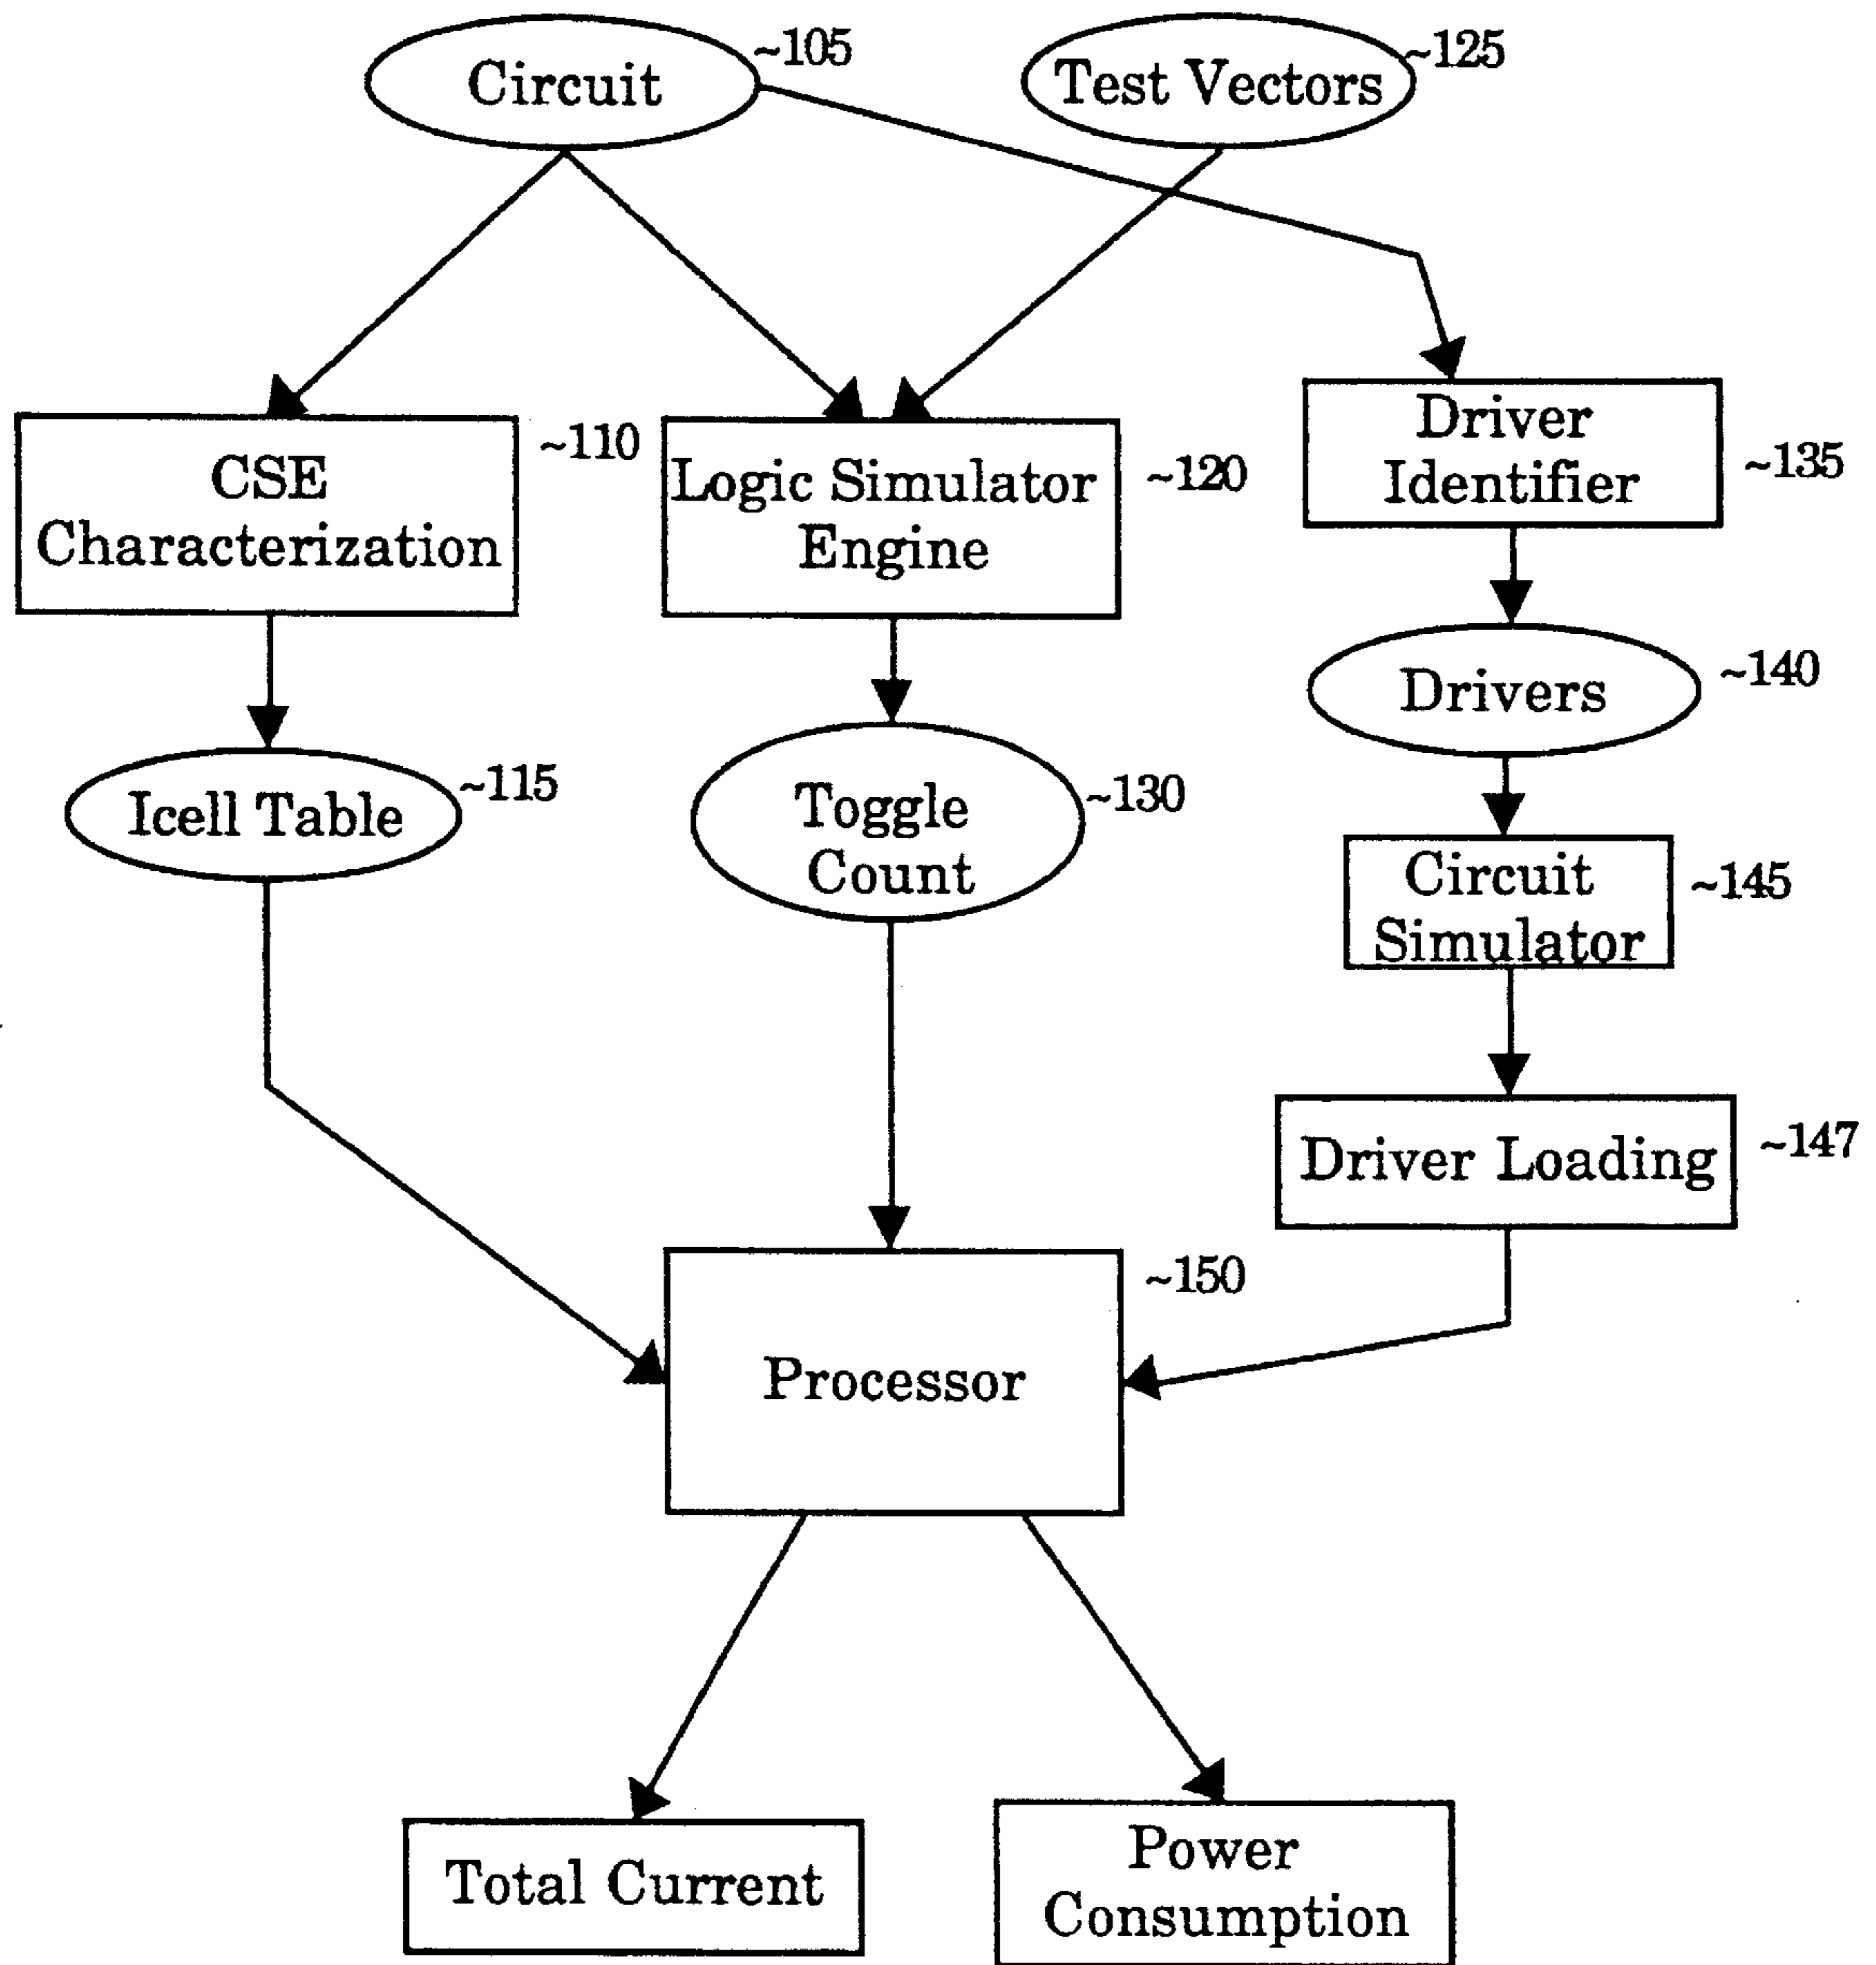 Circuit
~105
Test Vectors
~125
CSE
Characterization
~110
Logic Simulator
Engine
~120
Driver
Identifier
~135
Drivers
~140
Icell Table
~115
Toggle
Count
~130
Circuit
Simulator
~145
Driver Loading
~147
Processor
~150
Total Current
Power
Consumption